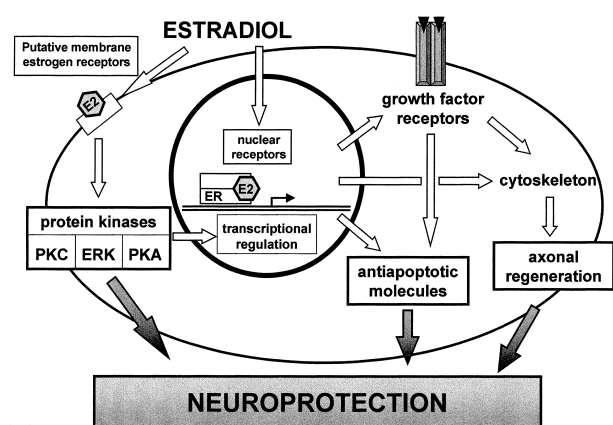 ESTRADIOL
Putative membrane
estrogen receptors
E2
growth factor
receptors
nuclear
receptors
ER
E2
cytoskeleton
protein kinases
PKC ERK PKA
transcriptional
regulation
antiapoptotic
molecules
axonal
regeneration
NEUROPROTECTION